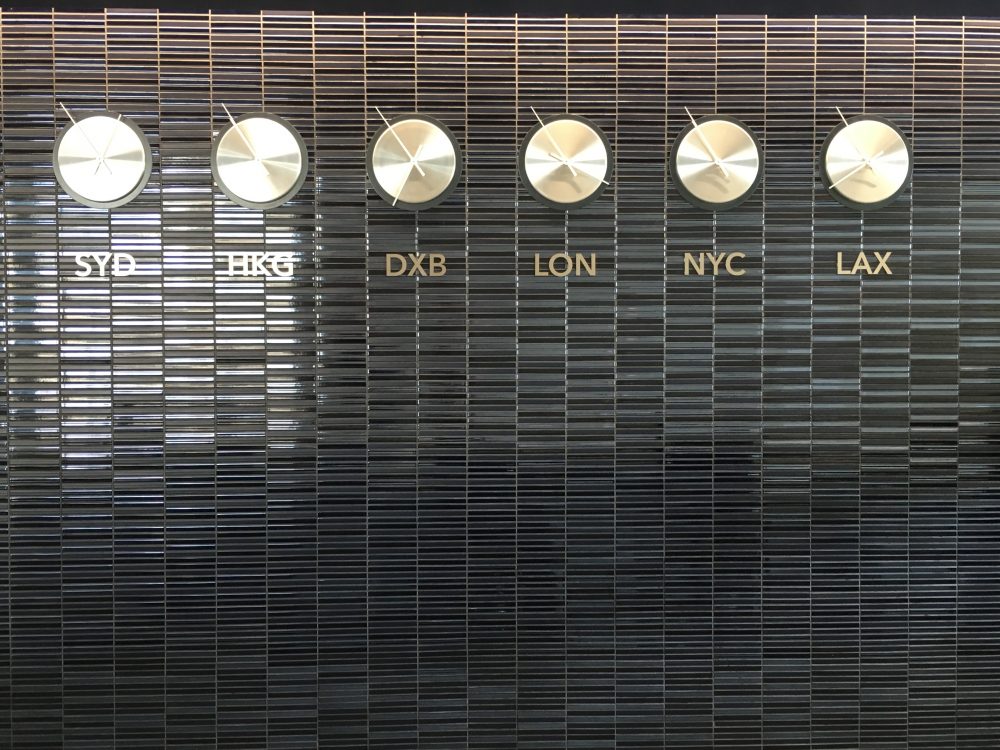 SYD HKG DXB LON NYC LAX